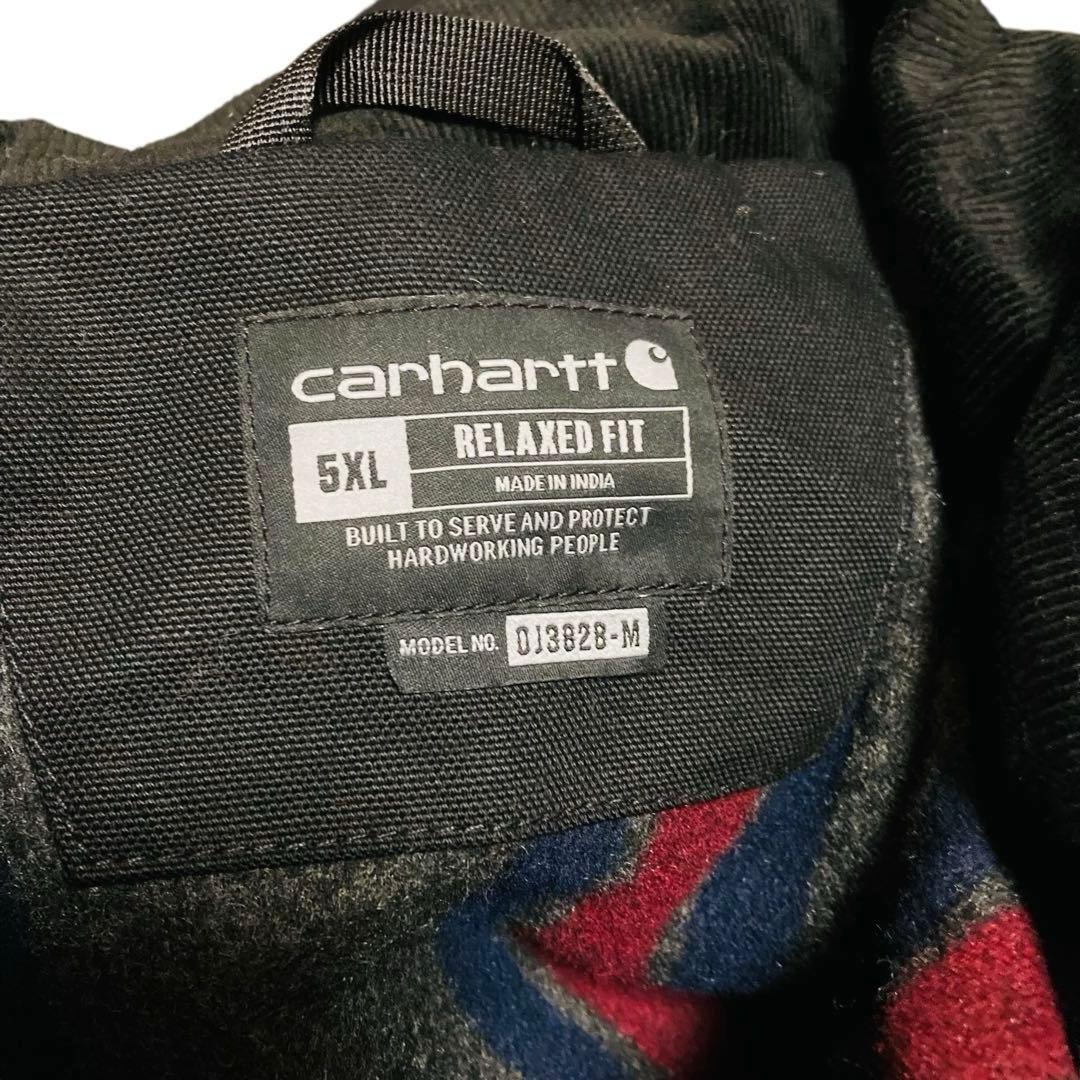 carhartt
5XL RELAXED FIT
MADE IN INDIA
BUILT TO SERVE AND PROTECT
HARDWORKING PEOPLE
MODEL NO. OJ3828-M